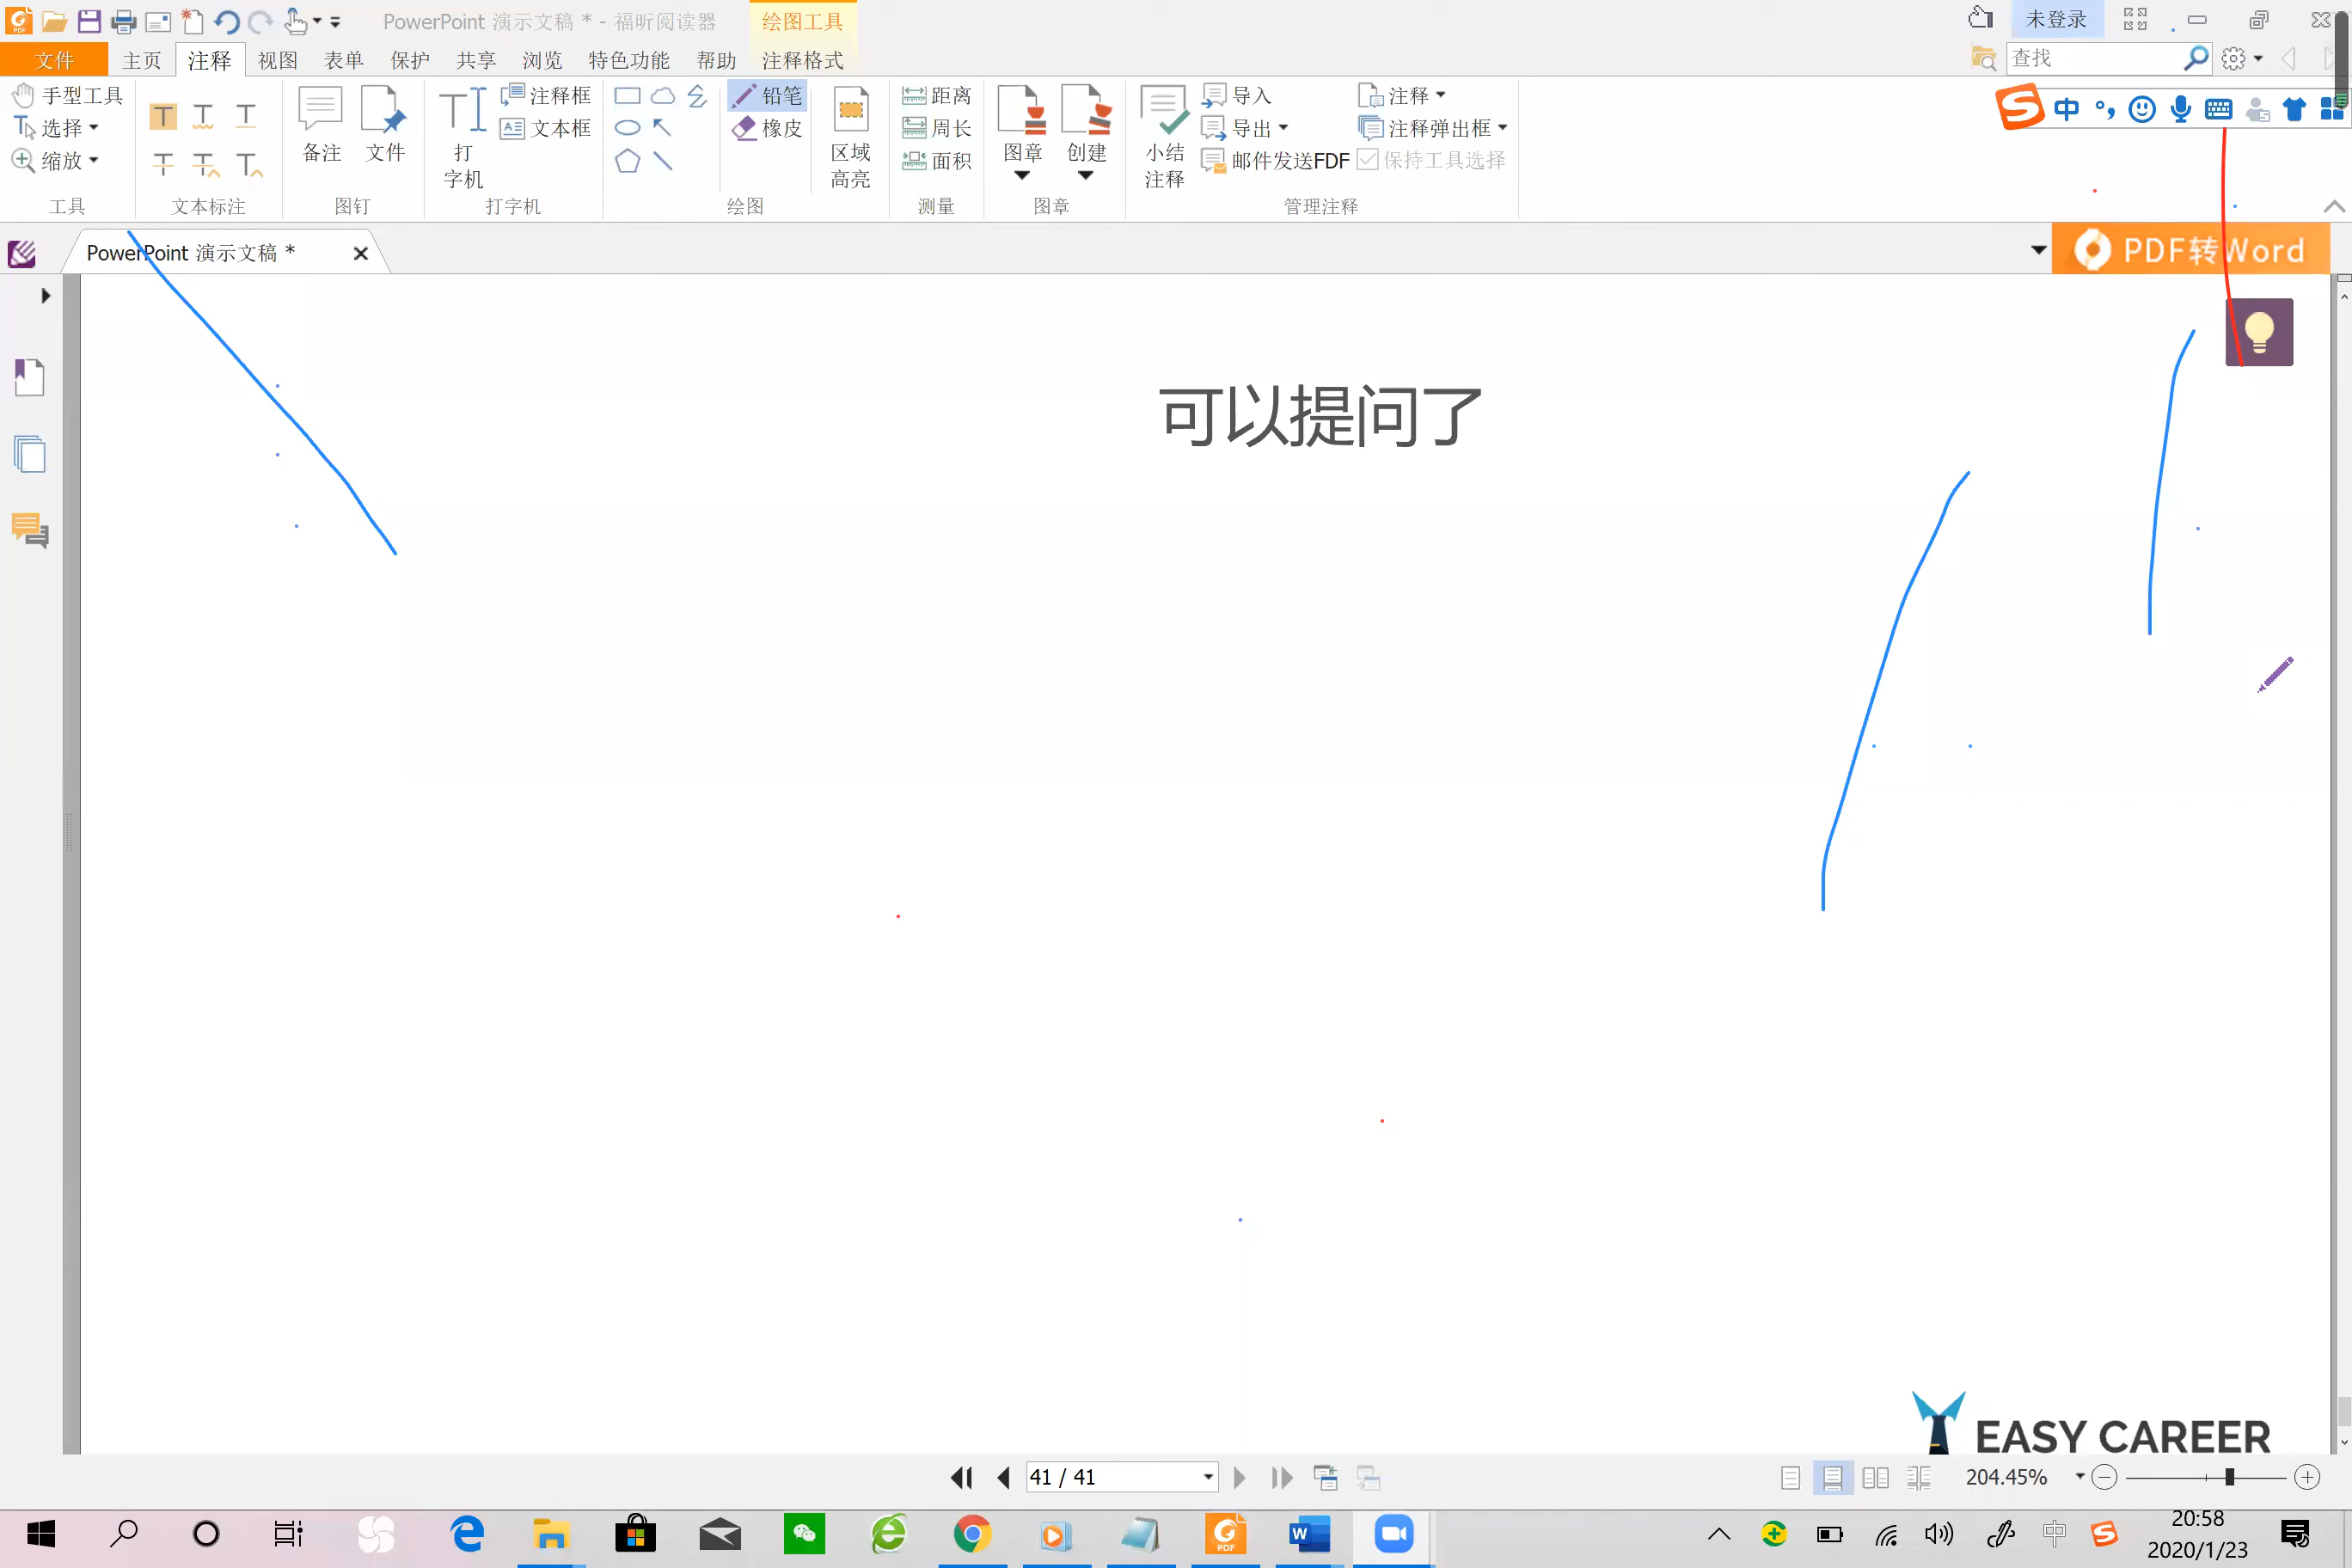 PowerPoint 演示文稿 * - 福昕阅读器
绘图工具
未登录
文件 主页 注释 视图 表单 保护 共享 浏览 特色功能 帮助 注释格式
查找
手型工具
选择
缩放
工具
文本标注
备注
文件
图钉
打
字机
注释框
文本框
打字机
铅笔
橡皮
绘图
区域
高亮
距离
周长
面积
测量
图章
创建
图章
小结
注释
导入
导出
邮件发送FDF
注释
注释弹出框
保持工具选择
管理注释
中
PowerPoint 演示文稿 *
PDF转Word
可以提问了
EASY CAREER
41 / 41
204.45%
中
20:58
2020/1/23